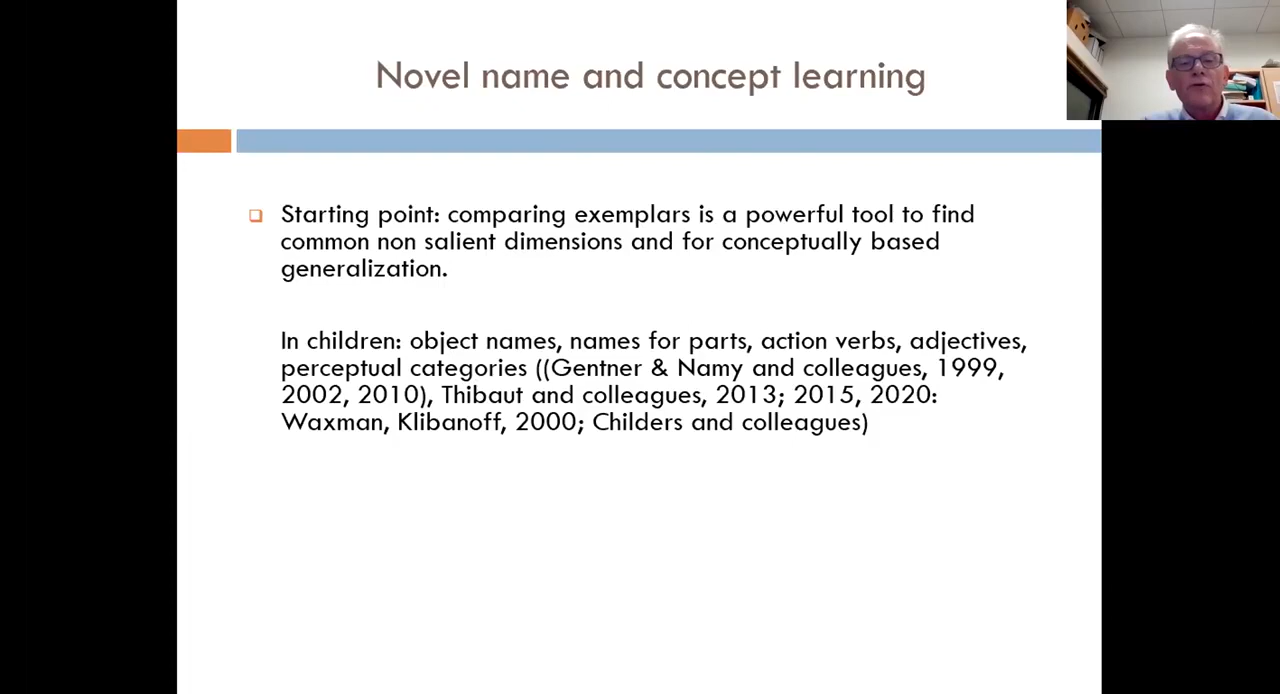 Novel name and concept learning
Starting point: comparing exemplars is a powerful tool to find
common non salient dimensions and for conceptually based
generalization.
In children: object names, names for parts, action verbs, adjectives,
perceptual categories ((Gentner & Namy and colleagues, 1999,
2002, 2010), Thibaut and colleagues, 2013; 2015, 2020:
Waxman, Klibanoff, 2000; Childers and colleagues)